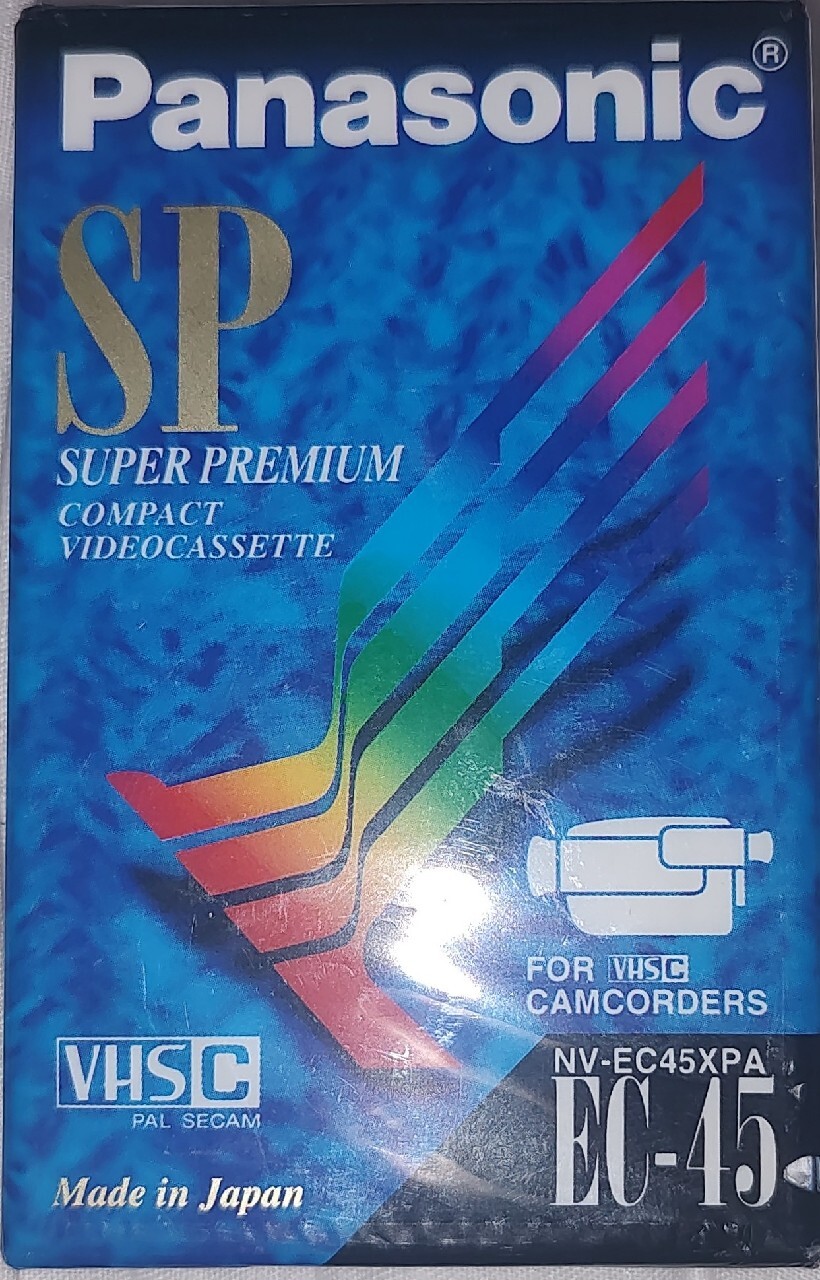 Panasonic®
SP
SUPER PREMIUM
COMPACT
VIDEOCASSETTE
FOR VHSC
CAMCORDERS
VHSC
PAL SECAM
NV-EC45XPA
EC-45
Made in Japan